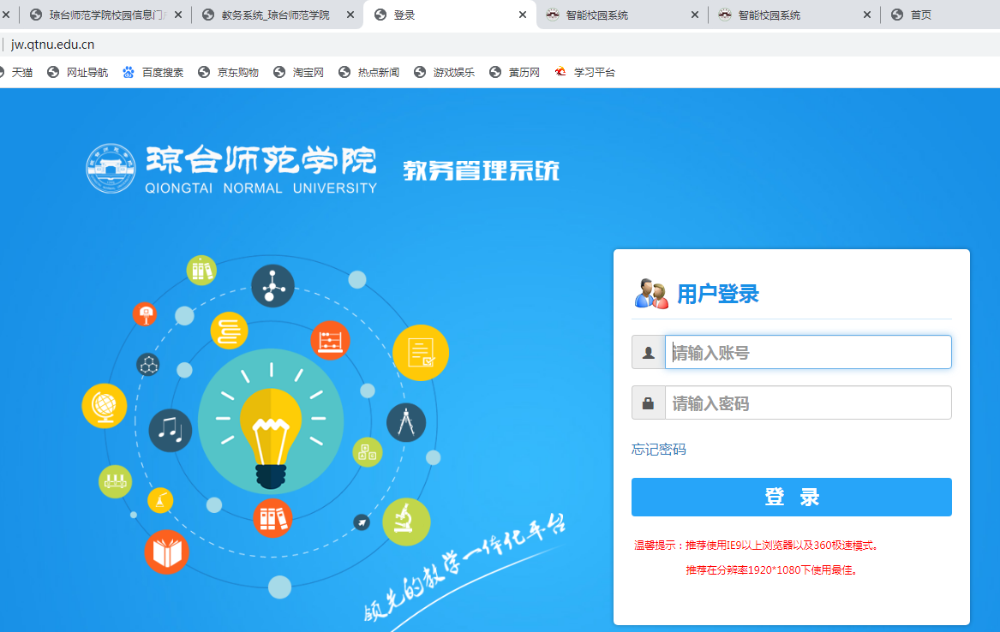 琼台师范学院校园信息门户
教务系统_琼台师范学院
登录
智能校园系统
智能校园系统
首页
jw.qtnu.edu.cn
天猫
网址导航
百度搜索
京东购物
淘宝网
热点新闻
游戏娱乐
黄历网
学习平台
琼台师范学院
QIONGTAI NORMAL UNIVERSITY
教务管理系统
用户登录
请输入账号
请输入密码
忘记密码
登 录
温馨提示：推荐使用IE9以上浏览器以及360极速模式。
推荐在分辨率1920*1080下使用最佳。
领先的教学一体化平台